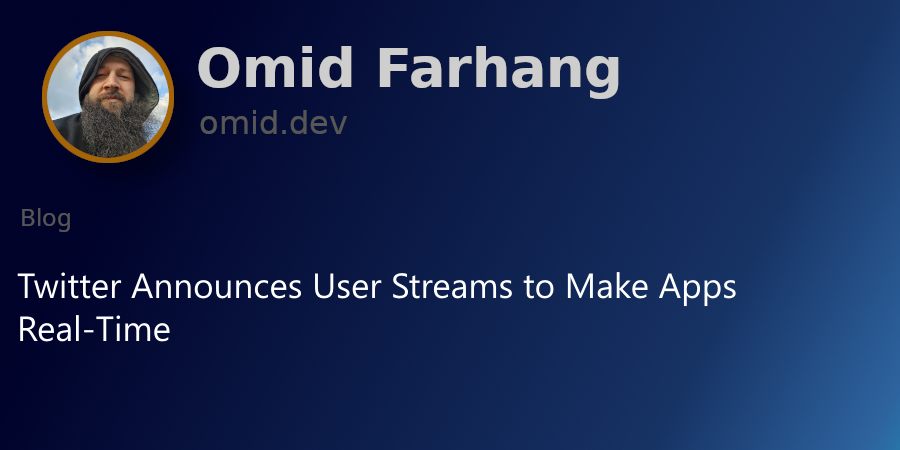 Omid Farhang
omid.dev
Blog
Twitter Announces User Streams to Make Apps
Real-Time